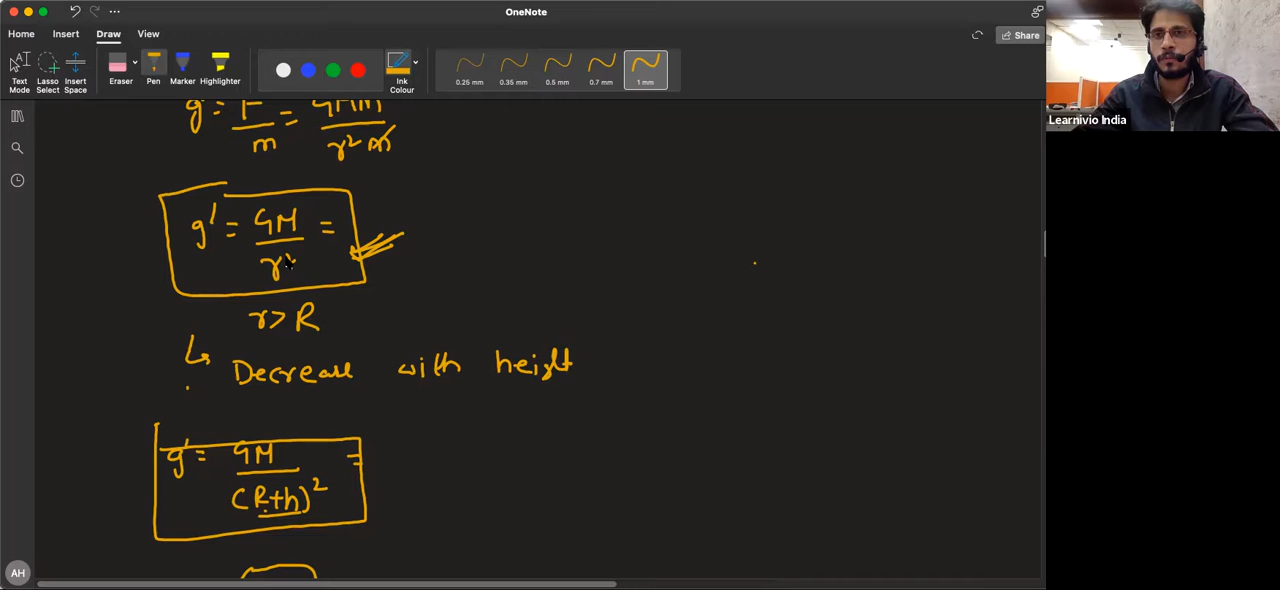 OneNote
Home Insert Draw View
Share
Text Mode
Lasso Select
Insert Space
Eraser
Pen
Marker
Highlighter
Ink Colour
0.25 mm
0.35 mm
0.5 mm
0.7 mm
1 mm
Learnivio India
g = F/m = GMm/r² m
g' = GM/r² =
r > R
↳ Decrease with height
g' = GM/(R+h)² =
AH